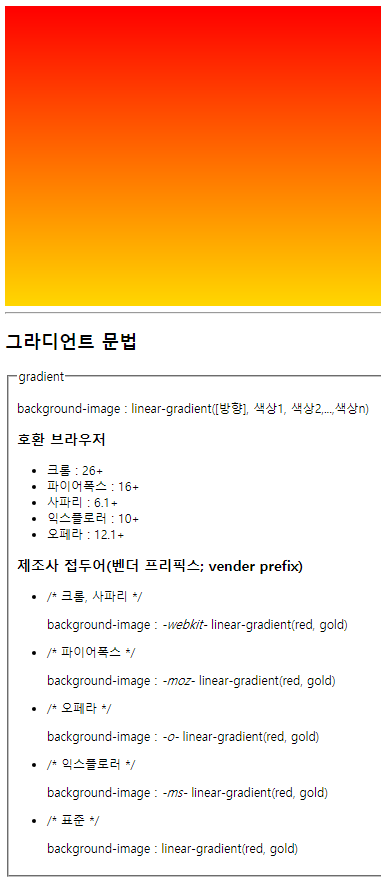 그라디언트 문법
gradient
background-image : linear-gradient([방향], 색상1, 색상2,...,색상n)
호환 브라우저
크롬 : 26+
파이어폭스 : 16+
사파리 : 6.1+
익스플로러 : 10+
오페라 : 12.1+
제조사 접두어(벤더 프리픽스; vender prefix)
/* 크롬, 사파리 */
background-image : -webkit- linear-gradient(red, gold)
/* 파이어폭스 */
background-image : -moz- linear-gradient(red, gold)
/* 오페라 */
background-image : -o- linear-gradient(red, gold)
/* 익스플로러 */
background-image : -ms- linear-gradient(red, gold)
/* 표준 */
background-image : linear-gradient(red, gold)